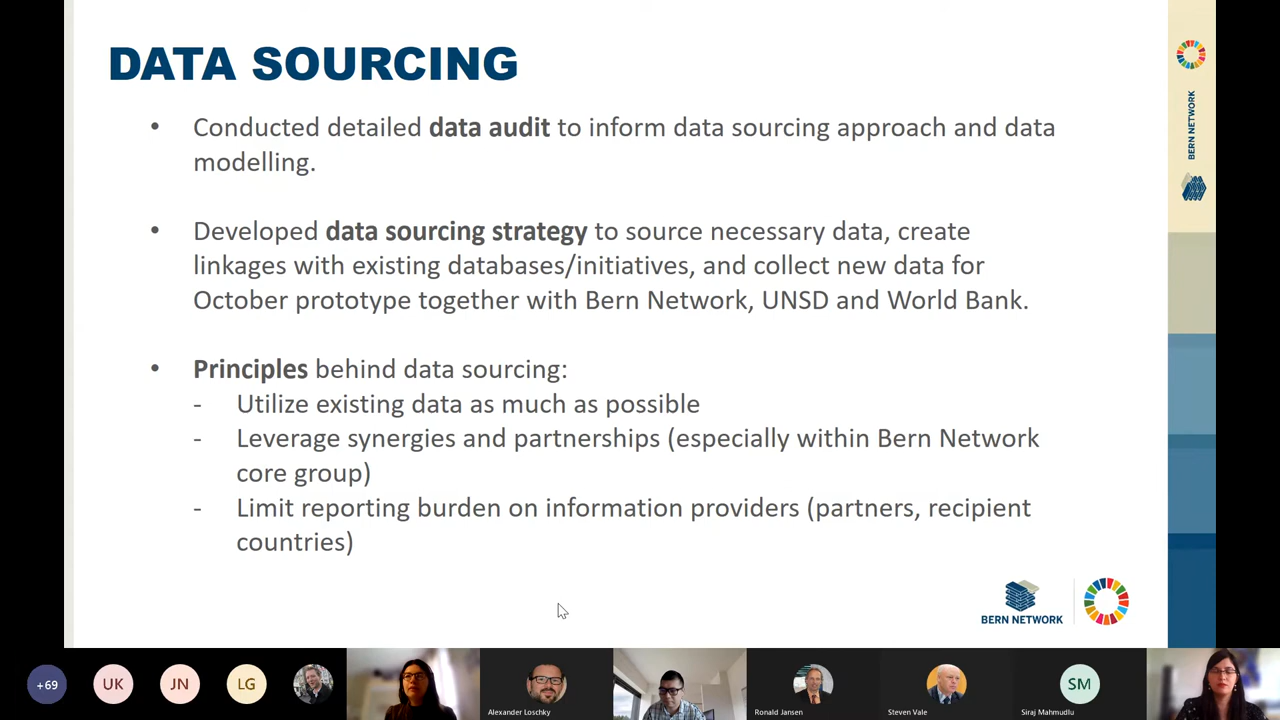 DATA SOURCING
• Conducted detailed data audit to inform data sourcing approach and data
modelling.
• Developed data sourcing strategy to source necessary data, create
linkages with existing databases/initiatives, and collect new data for
October prototype together with Bern Network, UNSD and World Bank.
• Principles behind data sourcing:
- Utilize existing data as much as possible
- Leverage synergies and partnerships (especially within Bern Network
core group)
- Limit reporting burden on information providers (partners, recipient
countries)
BERN NETWORK
BERN NETWORK
+69
UK
JN
LG
Alexander Loschky
Ronald Jansen
Steven Vale
SM
Siraj Mahmudlu